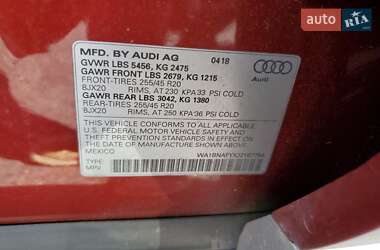 AUTO RIA.com
MFD. BY AUDI AG 0418
GVWR LBS 5456, KG 2475
GAWR FRONT LBS 2679, KG 1215
FRONT-TIRES 255/45 R20
8JX20 RIMS, AT 230 KPA 33 PSI COLD
GAWR REAR LBS 3042, KG 1380
REAR-TIRES 255/45 R20
8JX20 RIMS, AT 250 KPA 36 PSI COLD
Audi
THIS VEHICLE CONFORMS TO ALL APPLICABLE
U.S. FEDERAL MOTOR VEHICLE SAFETY AND
THEFT PREVENTION STANDARDS IN EFFECT ON
THE DATE OF MANUFACTURE SHOWN ABOVE
MEXICO
TYPE:
MPV